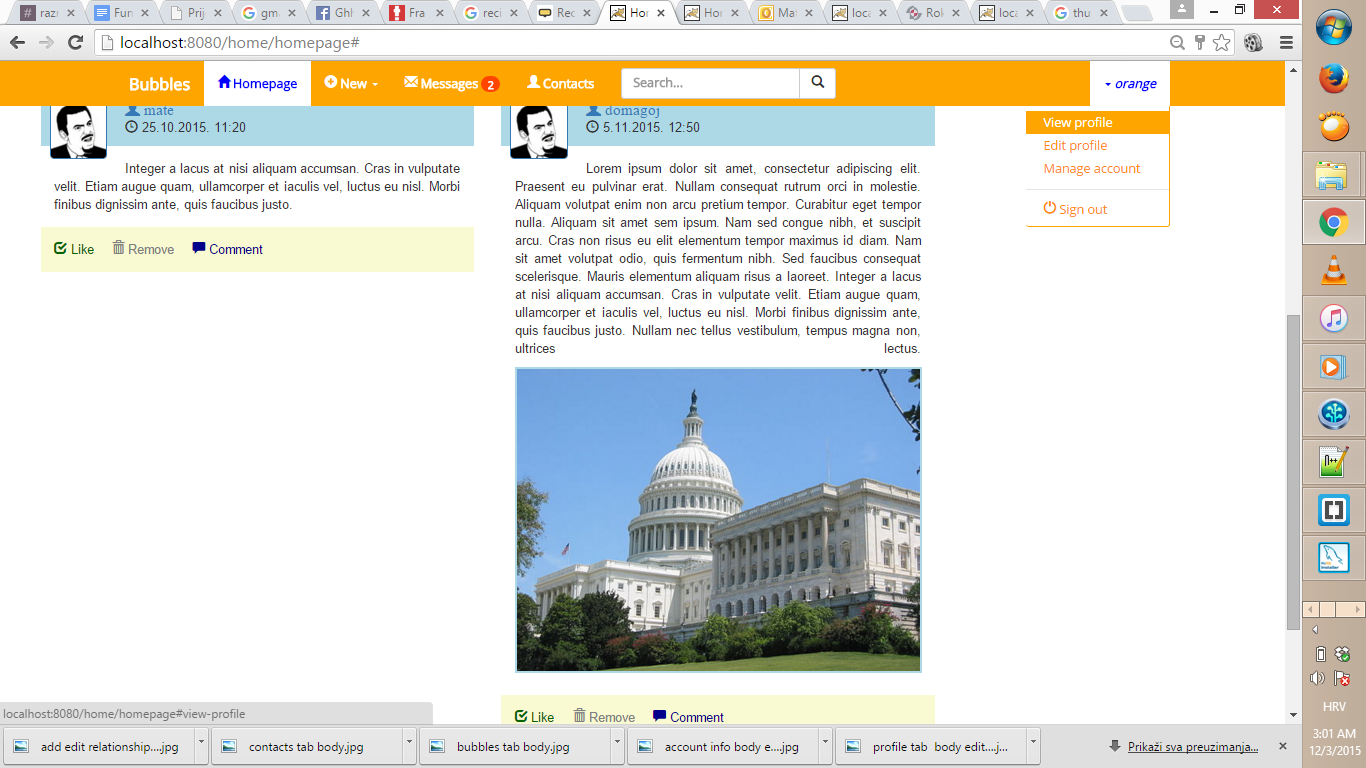 razr
Fun
Prij
gm
Ghl
Fra
reci
Rec
Hor
Hor
Ma
loca
Rok
loca
thu
localhost:8080/home/homepage#
Bubbles Homepage New Messages 2 Contacts Search... orange
mate
25.10.2015. 11:20
Integer a lacus at nisi aliquam accumsan. Cras in vulputate
velit. Etiam augue quam, ullamcorper et iaculis vel, luctus eu nisl. Morbi
finibus dignissim ante, quis faucibus justo.
Like Remove Comment
domagoj
5.11.2015. 12:50
Lorem ipsum dolor sit amet, consectetur adipiscing elit.
Praesent eu pulvinar erat. Nullam consequat rutrum orci in molestie.
Aliquam volutpat enim non arcu pretium tempor. Curabitur eget tempor
nulla. Aliquam sit amet sem ipsum. Nam sed congue nibh, et suscipit
arcu. Cras non risus eu elit elementum tempor maximus id diam. Nam
sit amet volutpat odio, quis fermentum nibh. Sed faucibus consequat
scelerisque. Mauris elementum aliquam risus a laoreet. Integer a lacus
at nisi aliquam accumsan. Cras in vulputate velit. Etiam augue quam,
ullamcorper et iaculis vel, luctus eu nisl. Morbi finibus dignissim ante,
quis faucibus justo. Nullam nec tellus vestibulum, tempus magna non,
ultrices lectus.
Like Remove Comment
View profile
Edit profile
Manage account
Sign out
localhost:8080/home/homepage#view-profile
add edit relationship....jpg
contacts tab body.jpg
bubbles tab body.jpg
account info body e....jpg
profile tab body edit....j...
Prikaži sva preuzimanja...
HRV
3:01 AM
12/3/2015